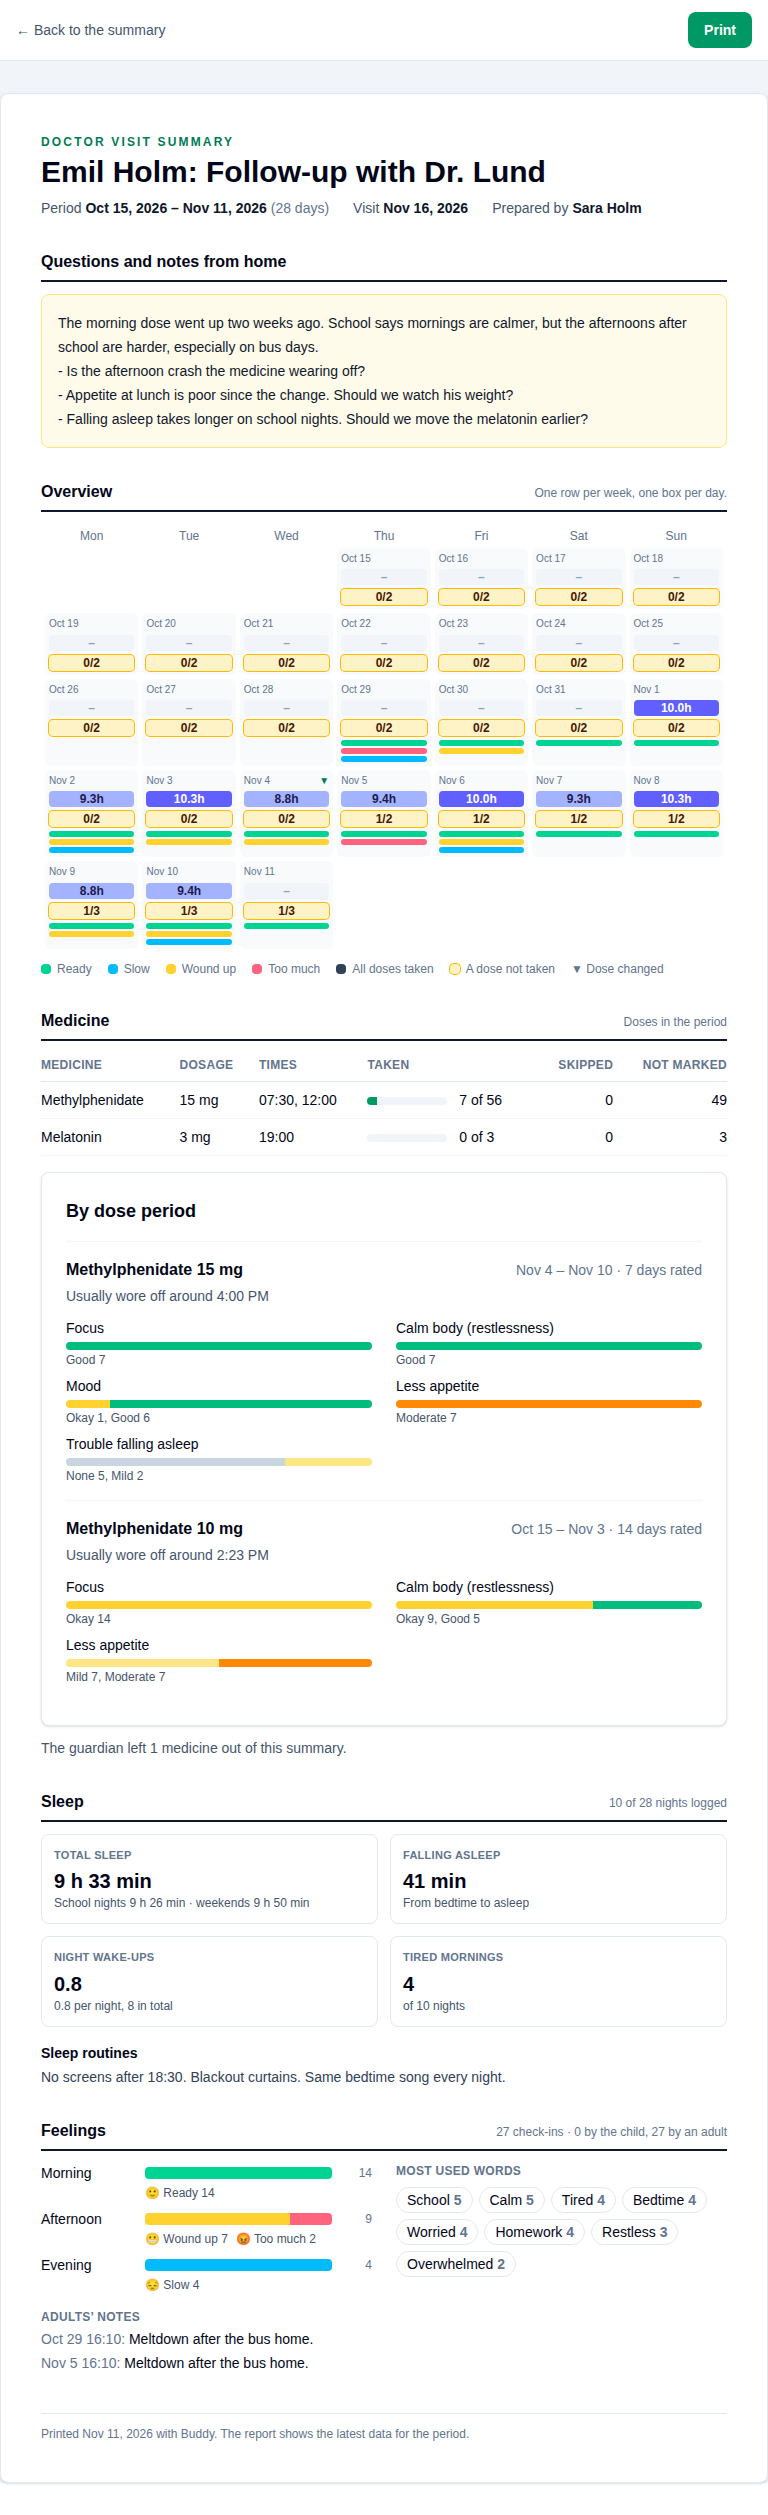 ← Back to the summary
Print
DOCTOR VISIT SUMMARY
Emil Holm: Follow-up with Dr. Lund
Period Oct 15, 2026 – Nov 11, 2026 (28 days) Visit Nov 16, 2026 Prepared by Sara Holm
Questions and notes from home
The morning dose went up two weeks ago. School says mornings are calmer, but the afternoons after
school are harder, especially on bus days.
- Is the afternoon crash the medicine wearing off?
- Appetite at lunch is poor since the change. Should we watch his weight?
- Falling asleep takes longer on school nights. Should we move the melatonin earlier?
Overview One row per week, one box per day.
Mon Tue Wed Thu Fri Sat Sun
Oct 15 Oct 16 Oct 17 Oct 18
– – – –
0/2 0/2 0/2 0/2
Oct 19 Oct 20 Oct 21 Oct 22 Oct 23 Oct 24 Oct 25
– – – – – – –
0/2 0/2 0/2 0/2 0/2 0/2 0/2
Oct 26 Oct 27 Oct 28 Oct 29 Oct 30 Oct 31 Nov 1
– – – – – – 10.0h
0/2 0/2 0/2 0/2 0/2 0/2 0/2
Nov 2 Nov 3 Nov 4 ▼ Nov 5 Nov 6 Nov 7 Nov 8
9.3h 10.3h 8.8h 9.4h 10.0h 9.3h 10.3h
0/2 0/2 0/2 1/2 1/2 1/2 1/2
Nov 9 Nov 10 Nov 11
8.8h 9.4h –
1/3 1/3 1/3
Ready Slow Wound up Too much All doses taken A dose not taken ▼ Dose changed
Medicine Doses in the period
MEDICINE DOSAGE TIMES TAKEN SKIPPED NOT MARKED
Methylphenidate 15 mg 07:30, 12:00 7 of 56 0 49
Melatonin 3 mg 19:00 0 of 3 0 3
By dose period
Methylphenidate 15 mg Nov 4 – Nov 10 · 7 days rated
Usually wore off around 4:00 PM
Focus Calm body (restlessness)
Good 7 Good 7
Mood Less appetite
Okay 1, Good 6 Moderate 7
Trouble falling asleep
None 5, Mild 2
Methylphenidate 10 mg Oct 15 – Nov 3 · 14 days rated
Usually wore off around 2:23 PM
Focus Calm body (restlessness)
Okay 14 Okay 9, Good 5
Less appetite
Mild 7, Moderate 7
The guardian left 1 medicine out of this summary.
Sleep 10 of 28 nights logged
TOTAL SLEEP FALLING ASLEEP
9 h 33 min 41 min
School nights 9 h 26 min · weekends 9 h 50 min From bedtime to asleep
NIGHT WAKE-UPS TIRED MORNINGS
0.8 4
0.8 per night, 8 in total of 10 nights
Sleep routines
No screens after 18:30. Blackout curtains. Same bedtime song every night.
Feelings 27 check-ins · 0 by the child, 27 by an adult
Morning 14
🙂 Ready 14
Afternoon 9
😬 Wound up 7 😡 Too much 2
Evening 4
😔 Slow 4
MOST USED WORDS
School 5 Calm 5 Tired 4 Bedtime 4
Worried 4 Homework 4 Restless 3
Overwhelmed 2
ADULTS’ NOTES
Oct 29 16:10: Meltdown after the bus home.
Nov 5 16:10: Meltdown after the bus home.
Printed Nov 11, 2026 with Buddy. The report shows the latest data for the period.